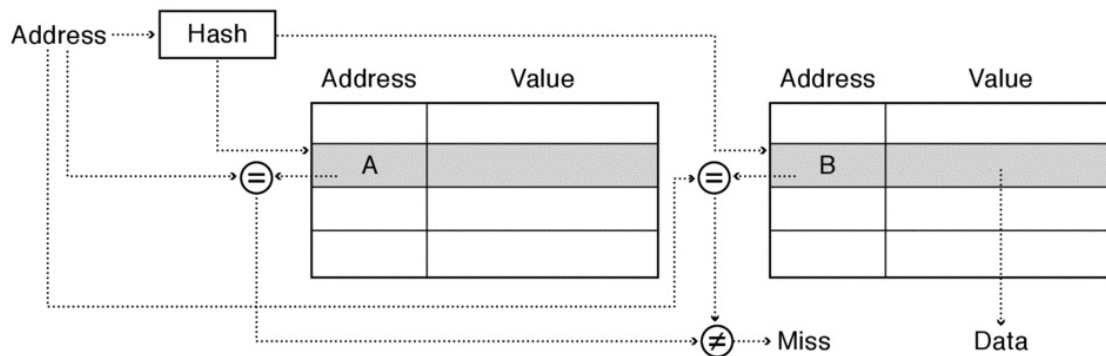 Address Hash
Address Value Address Value
= A = B
≠ Miss Data